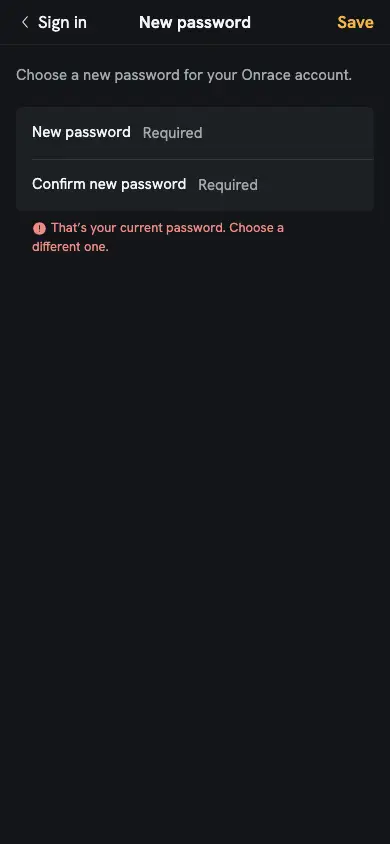 Sign in
New password
Save
Choose a new password for your Onrace account.
New password Required
Confirm new password Required
That's your current password. Choose a
different one.